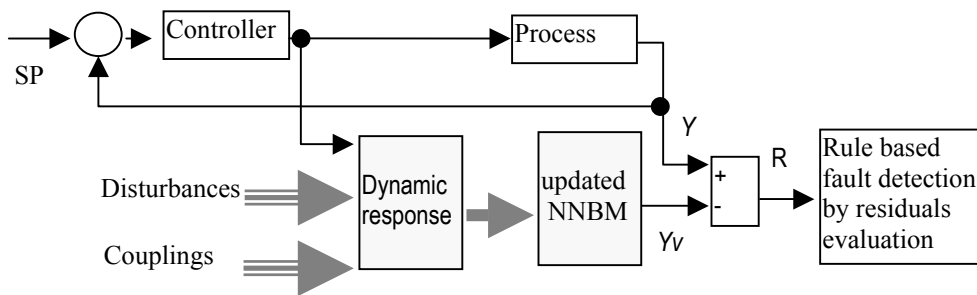 Controller
Process
SP
Y
Disturbances
Couplings
Dynamic
response
updated
NNBM
Yv
+
-
R
Rule based
fault detection
by residuals
evaluation